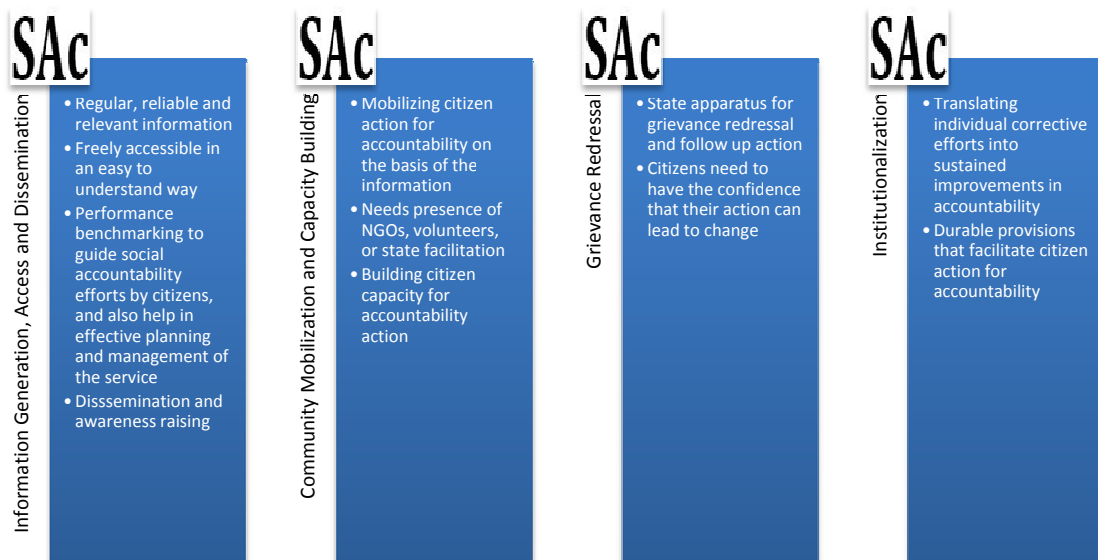 SAc
Information Generation, Access and Dissemination
• Regular, reliable and
relevant information
• Freely accessible in
an easy to
understand way
• Performance
benchmarking to
guide social
accountability
efforts by citizens,
and also help in
effective planning
and management of
the service
• Disssemination and
awareness raising
SAc
Community Mobilization and Capacity Building
• Mobilizing citizen
action for
accountability on
the basis of the
information
• Needs presence of
NGOs, volunteers,
or state facilitation
• Building citizen
capacity for
accountability
action
SAc
Grievance Redressal
• State apparatus for
grievance redressal
and follow up action
• Citizens need to
have the confidence
that their action can
lead to change
SAc
Institutionalization
• Translating
individual corrective
efforts into
sustained
improvements in
accountability
• Durable provisions
that facilitate citizen
action for
accountability